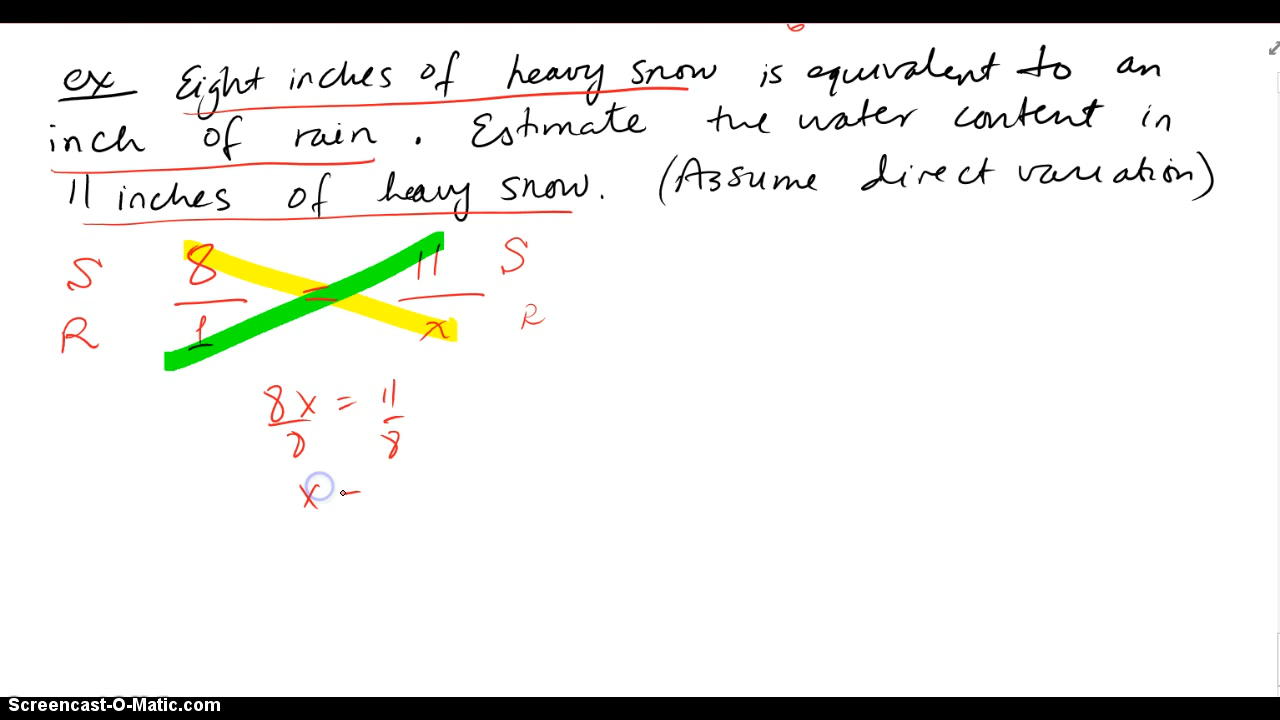 ex Eight inches of heavy snow is equivalent to an
inch of rain. Estimate the water content in
11 inches of heavy snow. (Assume direct variation)
S 8 = 11 S
R 1 x R
8x = 11
8 8
x -
Screencast-O-Matic.com